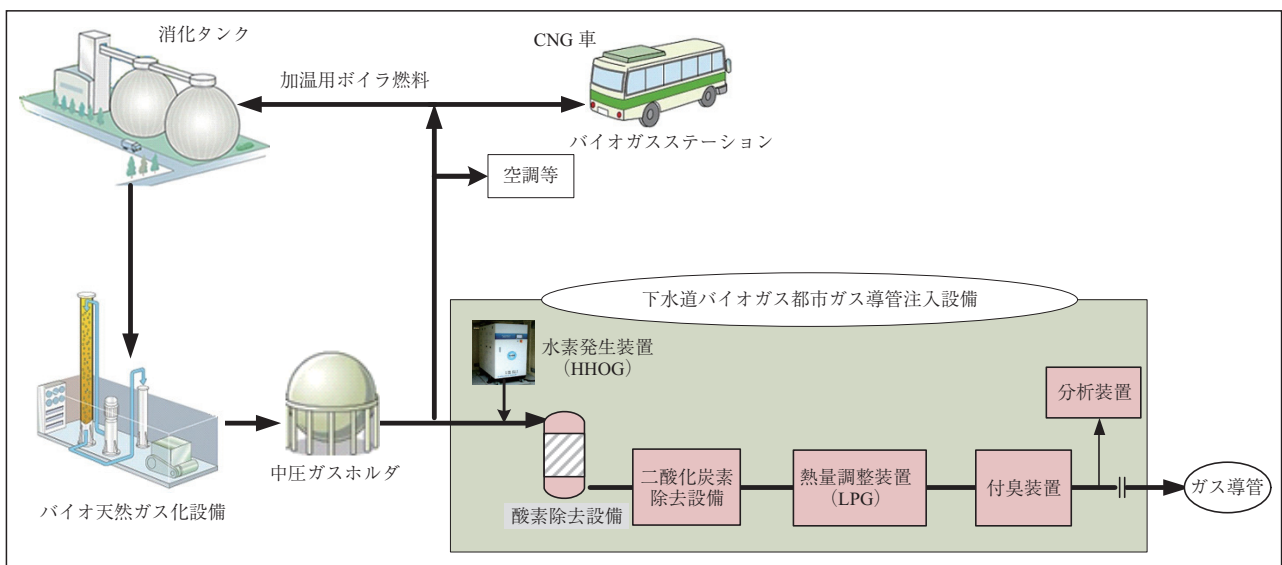 消化タンク
CNG 車
加温用ボイラ燃料
バイオガスステーション
空調等
下水道バイオガス都市ガス導管注入設備
水素発生装置
（HHOG）
分析装置
中圧ガスホルダ
二酸化炭素
除去設備
熱量調整装置
（LPG）
付臭装置
ガス導管
酸素除去設備
バイオ天然ガス化設備